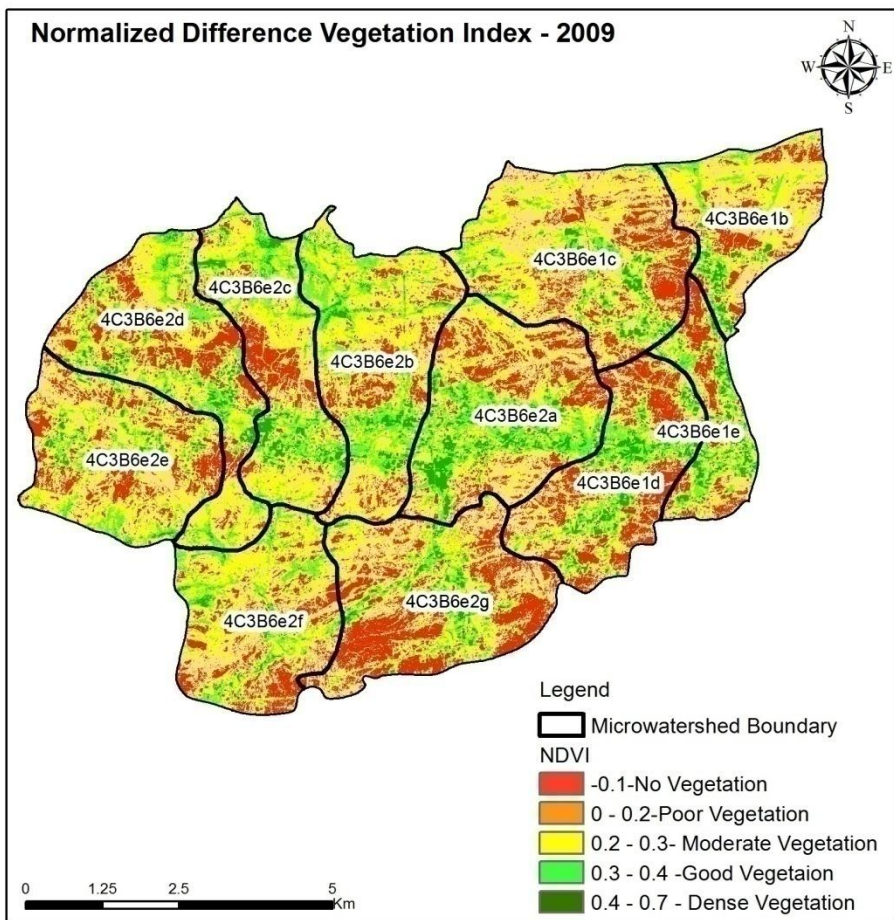 Normalized Difference Vegetation Index - 2009
N
W E
S
4C3B6e1b
4C3B6e1c
4C3B6e2c
4C3B6e2d
4C3B6e2b
4C3B6e2a
4C3B6e1e
4C3B6e2e
4C3B6e1d
4C3B6e2f
4C3B6e2g
Legend
Microwatershed Boundary
NDVI
-0.1-No Vegetation
0 - 0.2-Poor Vegetation
0.2 - 0.3- Moderate Vegetation
0.3 - 0.4 -Good Vegetaion
0.4 - 0.7 - Dense Vegetation
0 1.25 2.5 5
Km